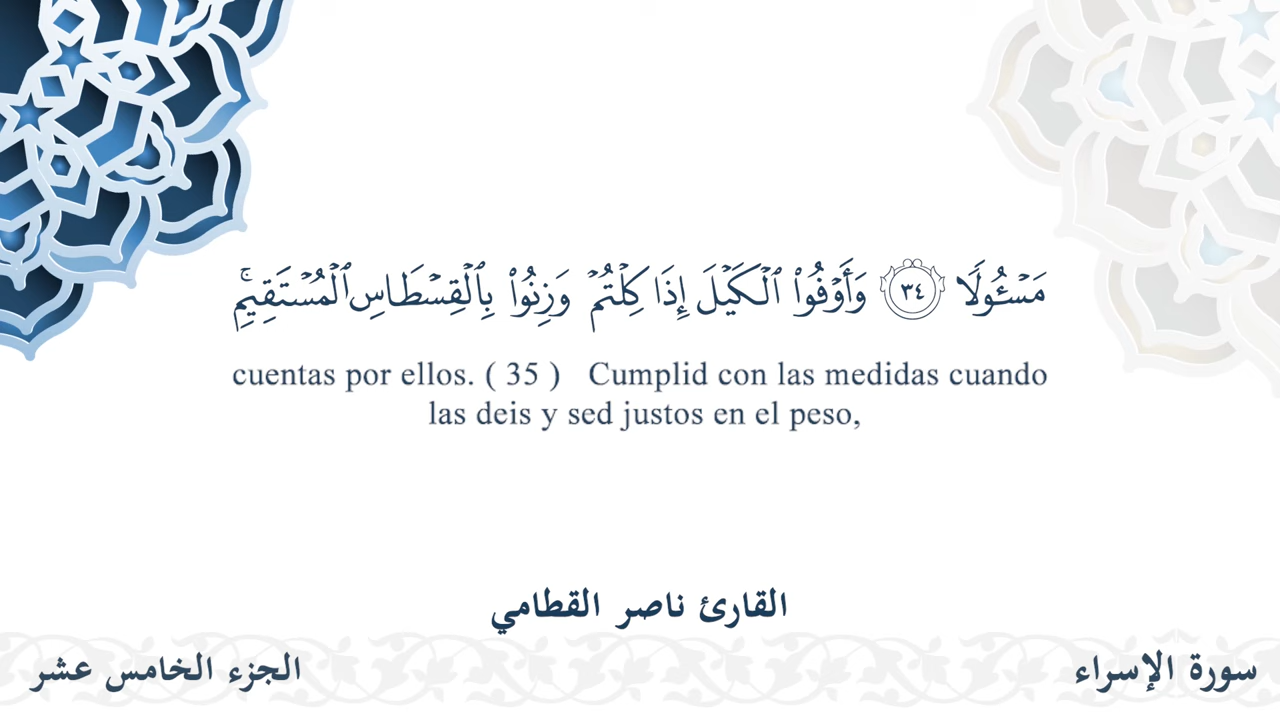 مَسۡـُٔولٗا ٣٤ وَأَوۡفُواْ ٱلۡكَيۡلَ إِذَا كِلۡتُمۡ وَزِنُواْ بِٱلۡقِسۡطَاسِ ٱلۡمُسۡتَقِيمِۚ
cuentas por ellos. ( 35 ) Cumplid con las medidas cuando
las deis y sed justos en el peso,
القارئ ناصر القطامي
سورة الإسراء
الجزء الخامس عشر